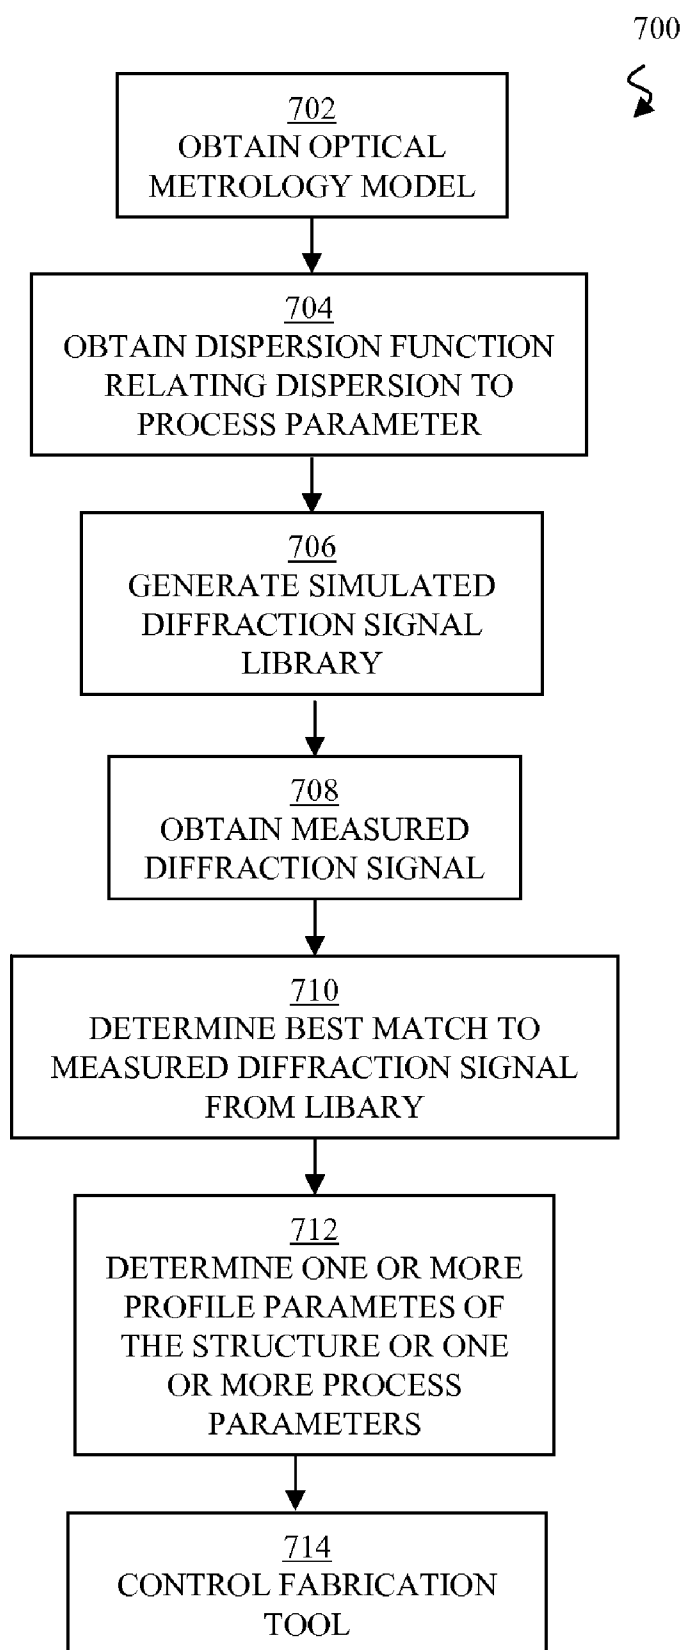 700
702
OBTAIN OPTICAL
METROLOGY MODEL
704
OBTAIN DISPERSION FUNCTION
RELATING DISPERSION TO
PROCESS PARAMETER
706
GENERATE SIMULATED
DIFFRACTION SIGNAL
LIBRARY
708
OBTAIN MEASURED
DIFFRACTION SIGNAL
710
DETERMINE BEST MATCH TO
MEASURED DIFFRACTION SIGNAL
FROM LIBARY
712
DETERMINE ONE OR MORE
PROFILE PARAMETES OF
THE STRUCTURE OR ONE
OR MORE PROCESS
PARAMETERS
714
CONTROL FABRICATION
TOOL